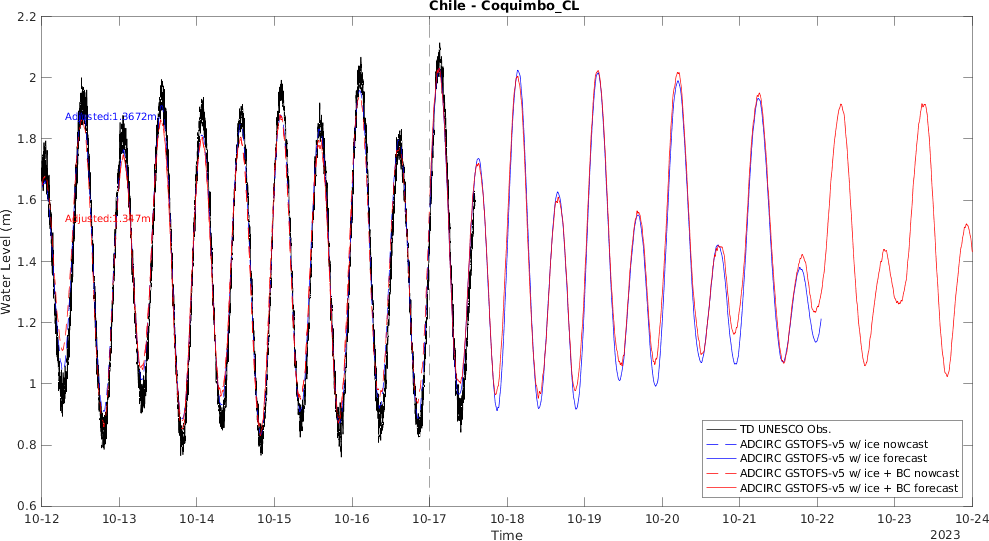 Chile - Coquimbo_CL
2.2
2
1.8
1.6
1.4
1.2
1
0.8
0.6
Water Level (m)
Adjusted:1.3672m
Adjusted:1.347m
TD UNESCO Obs.
ADCIRC GSTOFS-v5 w/ ice nowcast
ADCIRC GSTOFS-v5 w/ ice forecast
ADCIRC GSTOFS-v5 w/ ice + BC nowcast
ADCIRC GSTOFS-v5 w/ ice + BC forecast
10-12 10-13 10-14 10-15 10-16 10-17 10-18 10-19 10-20 10-21 10-22 10-23 10-24
Time
2023